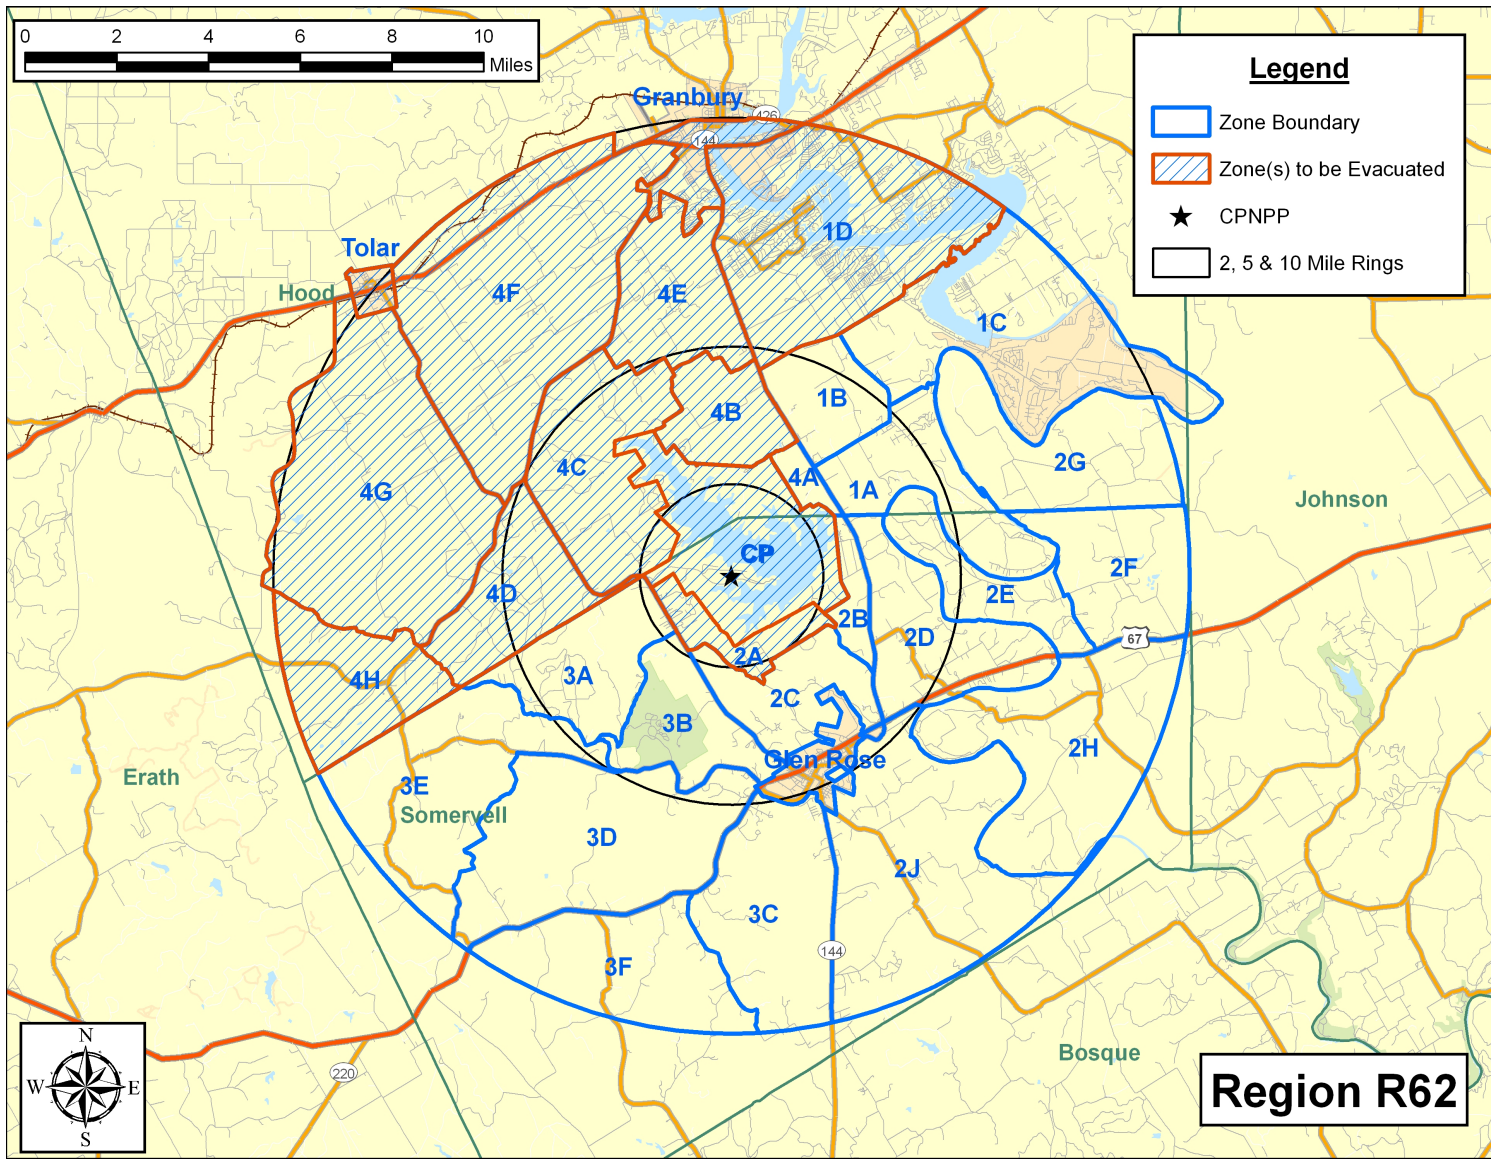 0 2 4 6 8 10
Miles
Legend
Zone Boundary
Zone(s) to be Evacuated
CPNPP
2, 5 & 10 Mile Rings
Granbury
426
144
1D
Tolar
Hood
4F
4E
1C
4B
1B
4C
4A
1A
2G
4G
Johnson
CP
4D
2E
2F
2B
2D
67
2A
4H
3A
2C
3B
2H
Glen Rose
Erath
3E
Somervell
3D
2J
3C
144
3F
N
W E
S
220
Bosque
Region R62